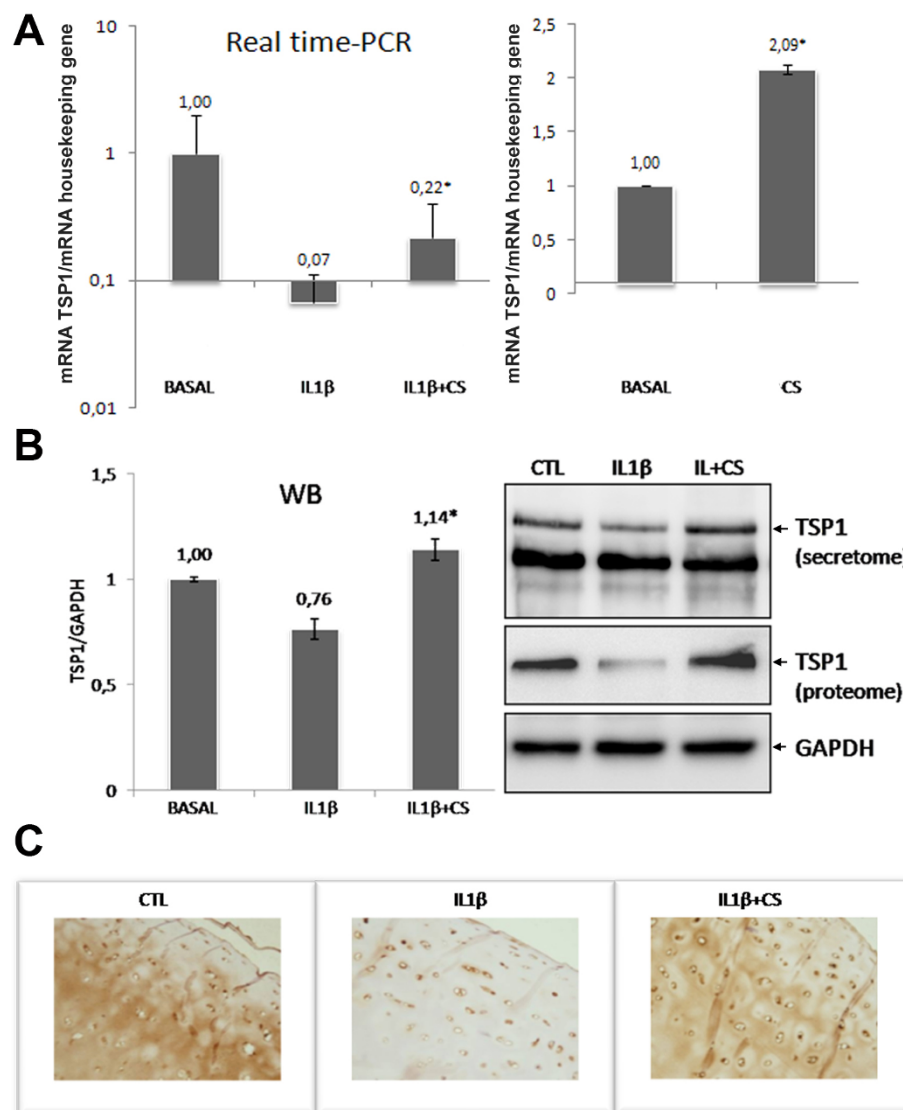 A
Real time-PCR
mRNA TSP1/mRNA housekeeping gene
10
1
0,1
0,01
1,00
0,07
0,22*
BASAL
IL1β
IL1β+CS
mRNA TSP1/mRNA housekeeping gene
2,5
2
1,5
1
0,5
0
1,00
2,09*
BASAL
CS
B
WB
TSP1/GAPDH
1,5
1
0,5
0
1,00
0,76
1,14*
BASAL
IL1β
IL1β+CS
CTL IL1β IL+CS
TSP1
(secretome)
TSP1
(proteome)
GAPDH
C
CTL
IL1β
IL1β+CS